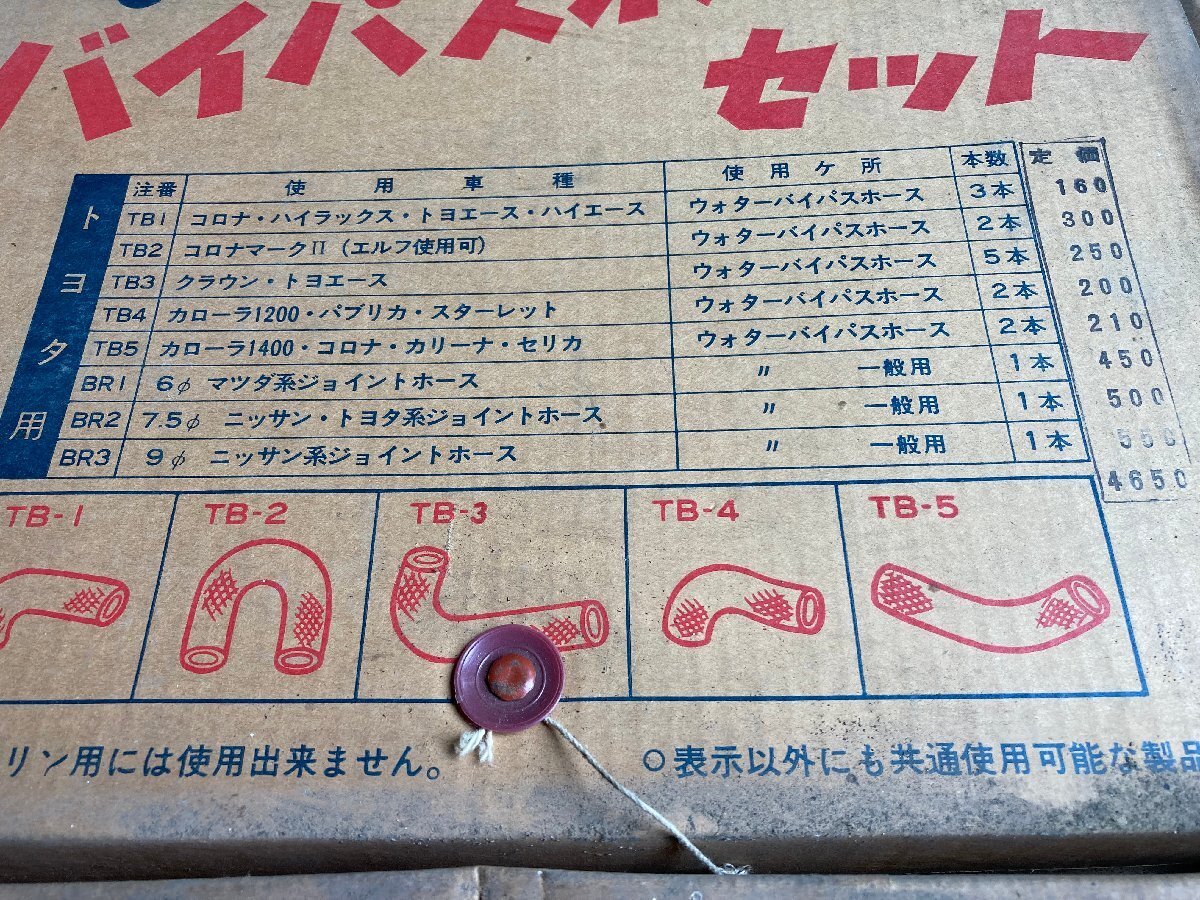 バイパスホ
セット
トヨタ用
注番 使用車種 使用ケ所 本数 定価
TB1 コロナ・ハイラックス・トヨエース・ハイエース ウォターバイパスホース 3本 160
TB2 コロナマークII (エルフ使用可) ウォターバイパスホース 2本 300
TB3 クラウン・トヨエース ウォターバイパスホース 5本 250
TB4 カローラ1200・パブリカ・スターレット ウォターバイパスホース 2本 200
TB5 カローラ1400・コロナ・カリーナ・セリカ ウォターバイパスホース 2本 210
BR1 6φ マツダ系ジョイントホース 〃 一般用 1本 450
BR2 7.5φ ニッサン・トヨタ系ジョイントホース 〃 一般用 1本 500
BR3 9φ ニッサン系ジョイントホース 〃 一般用 1本 550
4650
TB-1 TB-2 TB-3 TB-4 TB-5
リン用には使用出来ません。 ○表示以外にも共通使用可能な製品